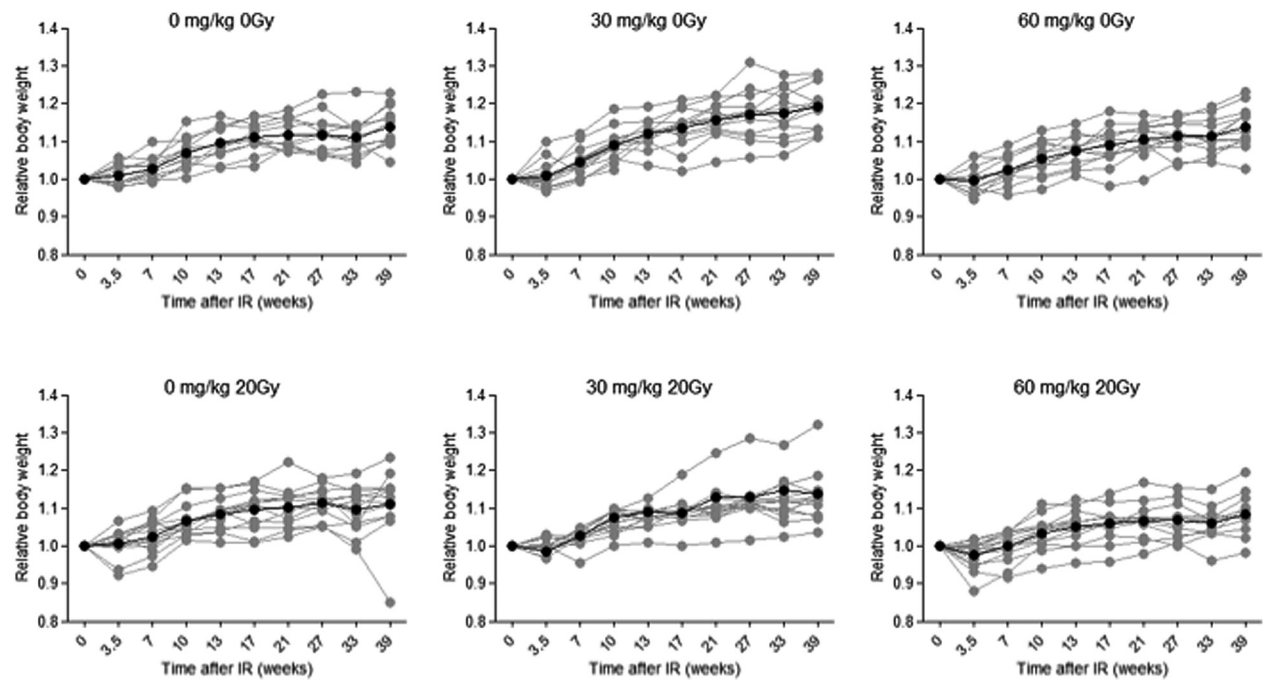 0 mg/kg 0Gy
Relative body weight
1.4
1.3
1.2
1.1
1.0
0.9
0.8
0 3.5 7 10 13 17 21 27 33 39
Time after IR (weeks)
30 mg/kg 0Gy
Relative body weight
1.4
1.3
1.2
1.1
1.0
0.9
0.8
0 3.5 7 10 13 17 21 27 33 39
Time after IR (weeks)
60 mg/kg 0Gy
Relative body weight
1.4
1.3
1.2
1.1
1.0
0.9
0.8
0 3.5 7 10 13 17 21 27 33 39
Time after IR (weeks)
0 mg/kg 20Gy
Relative body weight
1.4
1.3
1.2
1.1
1.0
0.9
0.8
0 3.5 7 10 13 17 21 27 33 39
Time after IR (weeks)
30 mg/kg 20Gy
Relative body weight
1.4
1.3
1.2
1.1
1.0
0.9
0.8
0 3.5 7 10 13 17 21 27 33 39
Time after IR (weeks)
60 mg/kg 20Gy
Relative body weight
1.4
1.3
1.2
1.1
1.0
0.9
0.8
0 3.5 7 10 13 17 21 27 33 39
Time after IR (weeks)